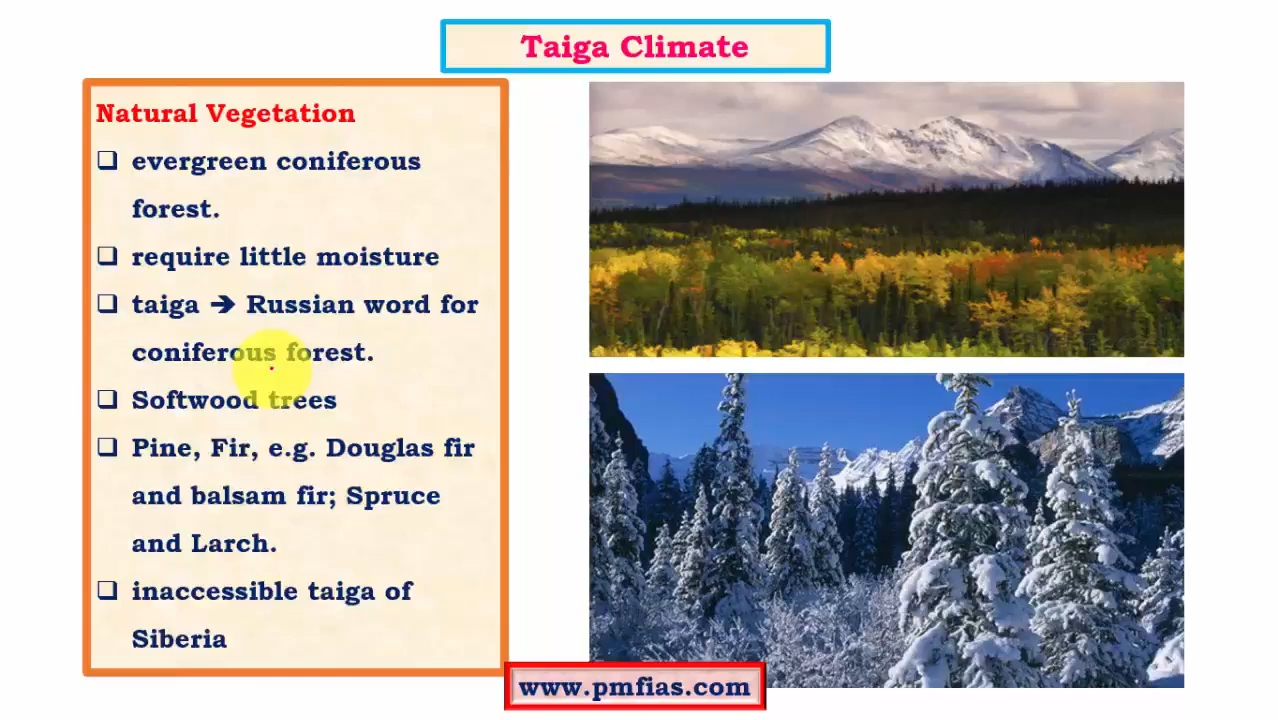 Taiga Climate
Natural Vegetation
❑ evergreen coniferous
forest.
❑ require little moisture
❑ taiga ➔ Russian word for
coniferous forest.
❑ Softwood trees
❑ Pine, Fir, e.g. Douglas fir
and balsam fir; Spruce
and Larch.
❑ inaccessible taiga of
Siberia
www.pmfias.com